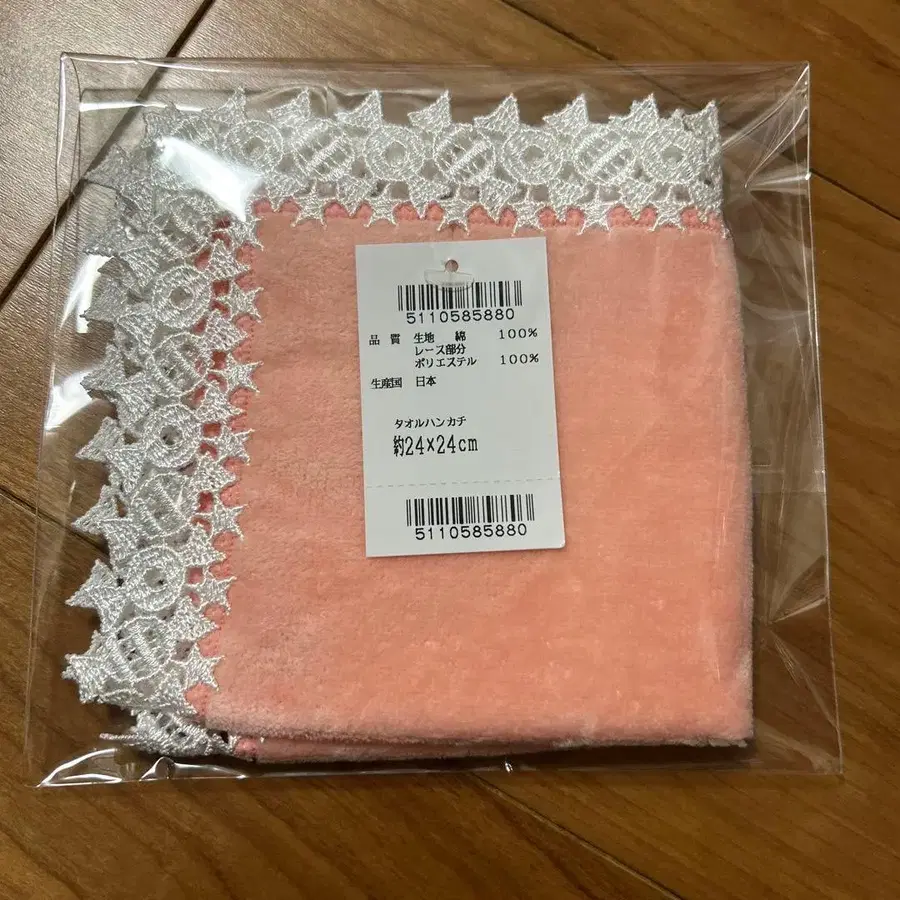 5110585880
品 質 生地 綿 100%
レース部分
ポリエステル 100%
生産国 日本
タオルハンカチ
約24×24cm
5110585880